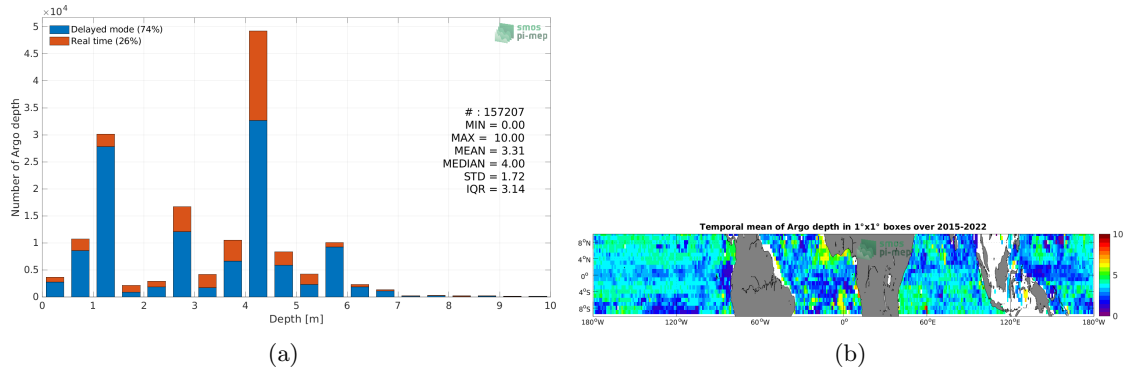 ×10⁴
Delayed mode (74%)
Real time (26%)
smos
pi-mep
5
4.5
4
3.5
3
2.5
2
1.5
1
0.5
0
Number of Argo depth
# : 157207
MIN = 0.00
MAX = 10.00
MEAN = 3.31
MEDIAN = 4.00
STD = 1.72
IQR = 3.14
0 1 2 3 4 5 6 7 8 9 10
Depth [m]
(a)
Temporal mean of Argo depth in 1°x1° boxes over 2015-2022
smos
pi-mep
8°N
4°N
0°
4°S
8°S
180°W 120°W 60°W 0° 60°E 120°E 180°W
10
5
0
(b)